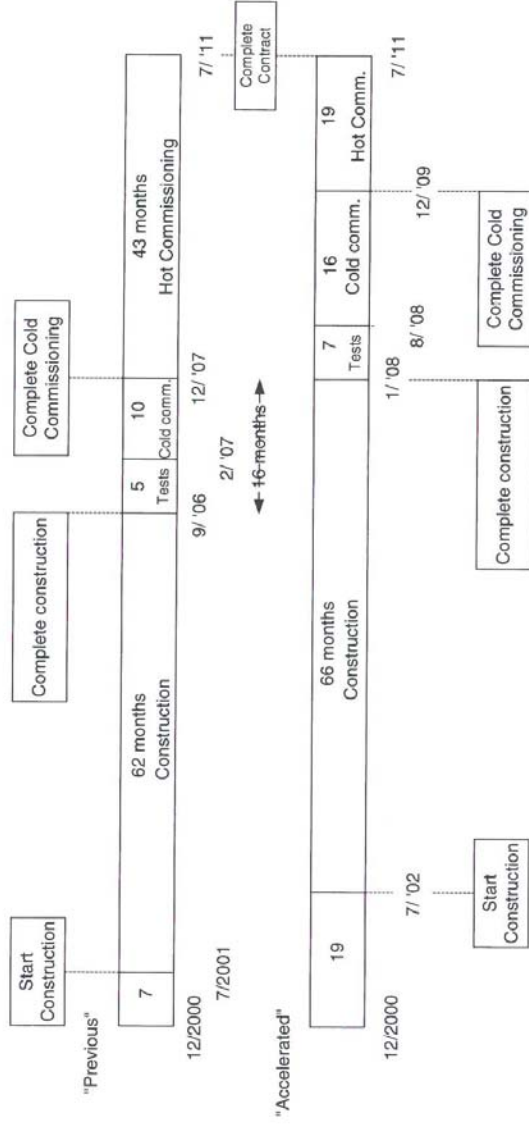 Start
Construction
Complete construction
Complete Cold
Commissioning
"Previous"
7
62 months
Construction
5
Tests
10
Cold comm.
43 months
Hot Commissioning
12/2000
7/2001
9/ '06
2/ '07
12/ '07
7/ '11
16 months
Complete
Contract
"Accelerated"
19
66 months
Construction
7
Tests
16
Cold comm.
19
Hot Comm.
12/2000
7/ '02
1/ '08
8/ '08
12/ '09
7/ '11
Start
Construction
Complete construction
Complete Cold
Commissioning